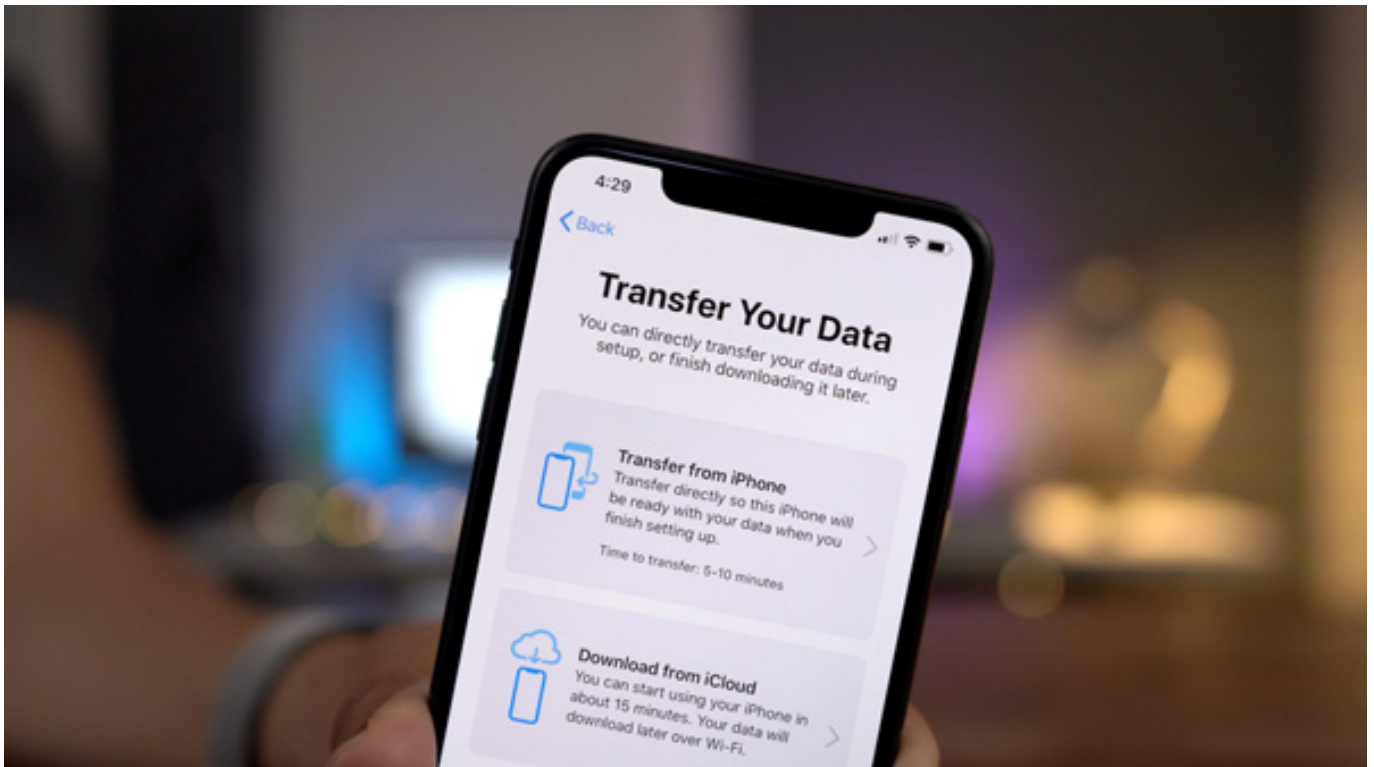 4:29
Back
Transfer Your Data
You can directly transfer your data during
setup, or finish downloading it later.
Transfer from iPhone
Transfer directly so this iPhone will
be ready with your data when you
finish setting up.
Time to transfer: 5-10 minutes
Download from iCloud
You can start using your iPhone in
about 15 minutes. Your data will
download later over Wi-Fi.